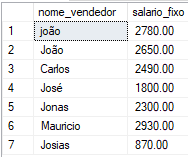 nome_vendedor salario_fixo
1 joão 2780.00
2 João 2650.00
3 Carlos 2490.00
4 José 1800.00
5 Jonas 2300.00
6 Mauricio 2930.00
7 Josias 870.00